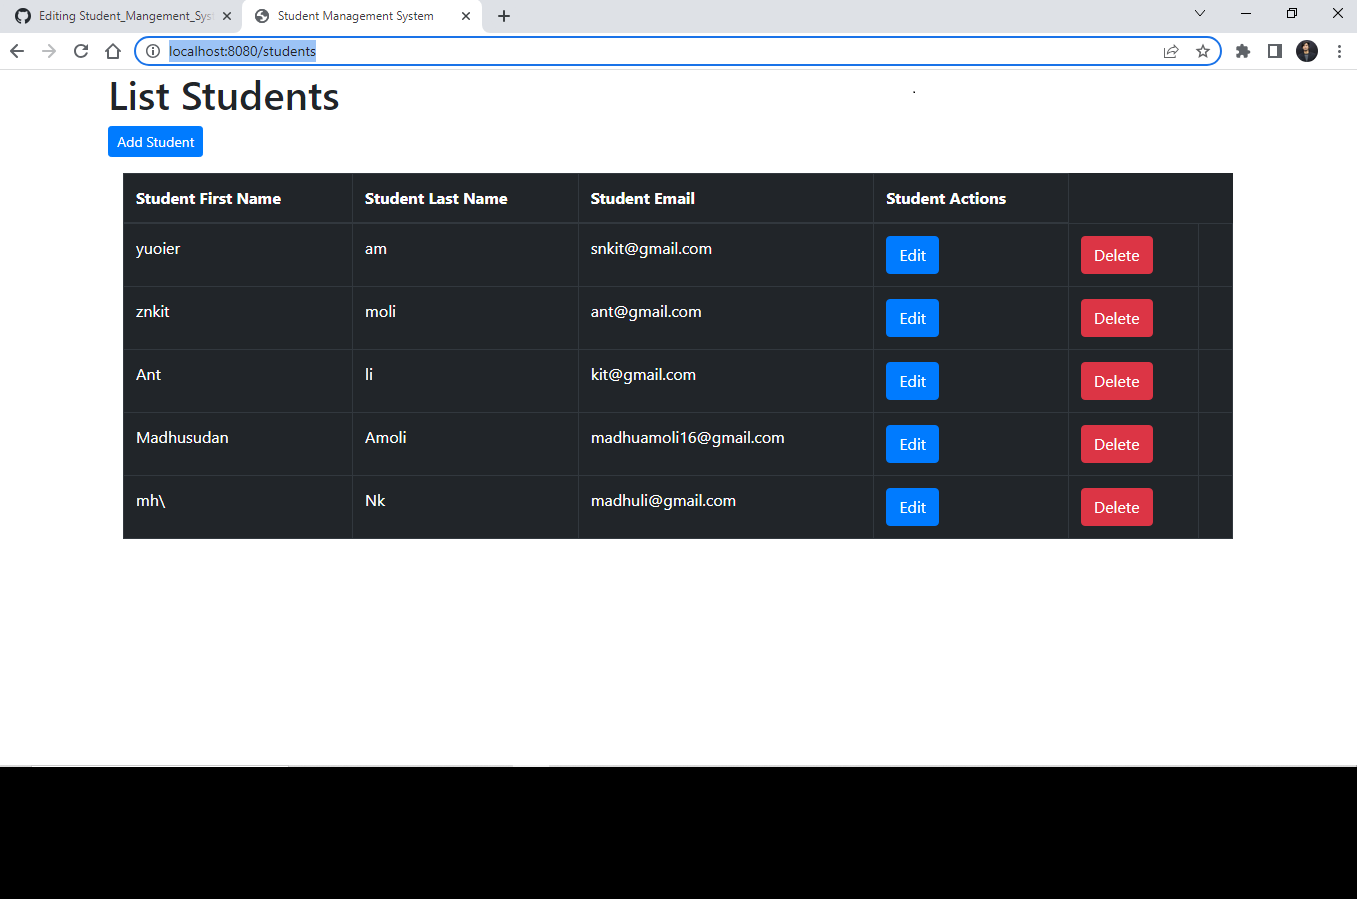 Editing Student_Mangement_Sys
Student Management System
localhost:8080/students
List Students
Add Student
Student First Name Student Last Name Student Email Student Actions
yuoier am snkit@gmail.com Edit Delete
znkit moli ant@gmail.com Edit Delete
Ant li kit@gmail.com Edit Delete
Madhusudan Amoli madhuamoli16@gmail.com Edit Delete
mh\ Nk madhuli@gmail.com Edit Delete